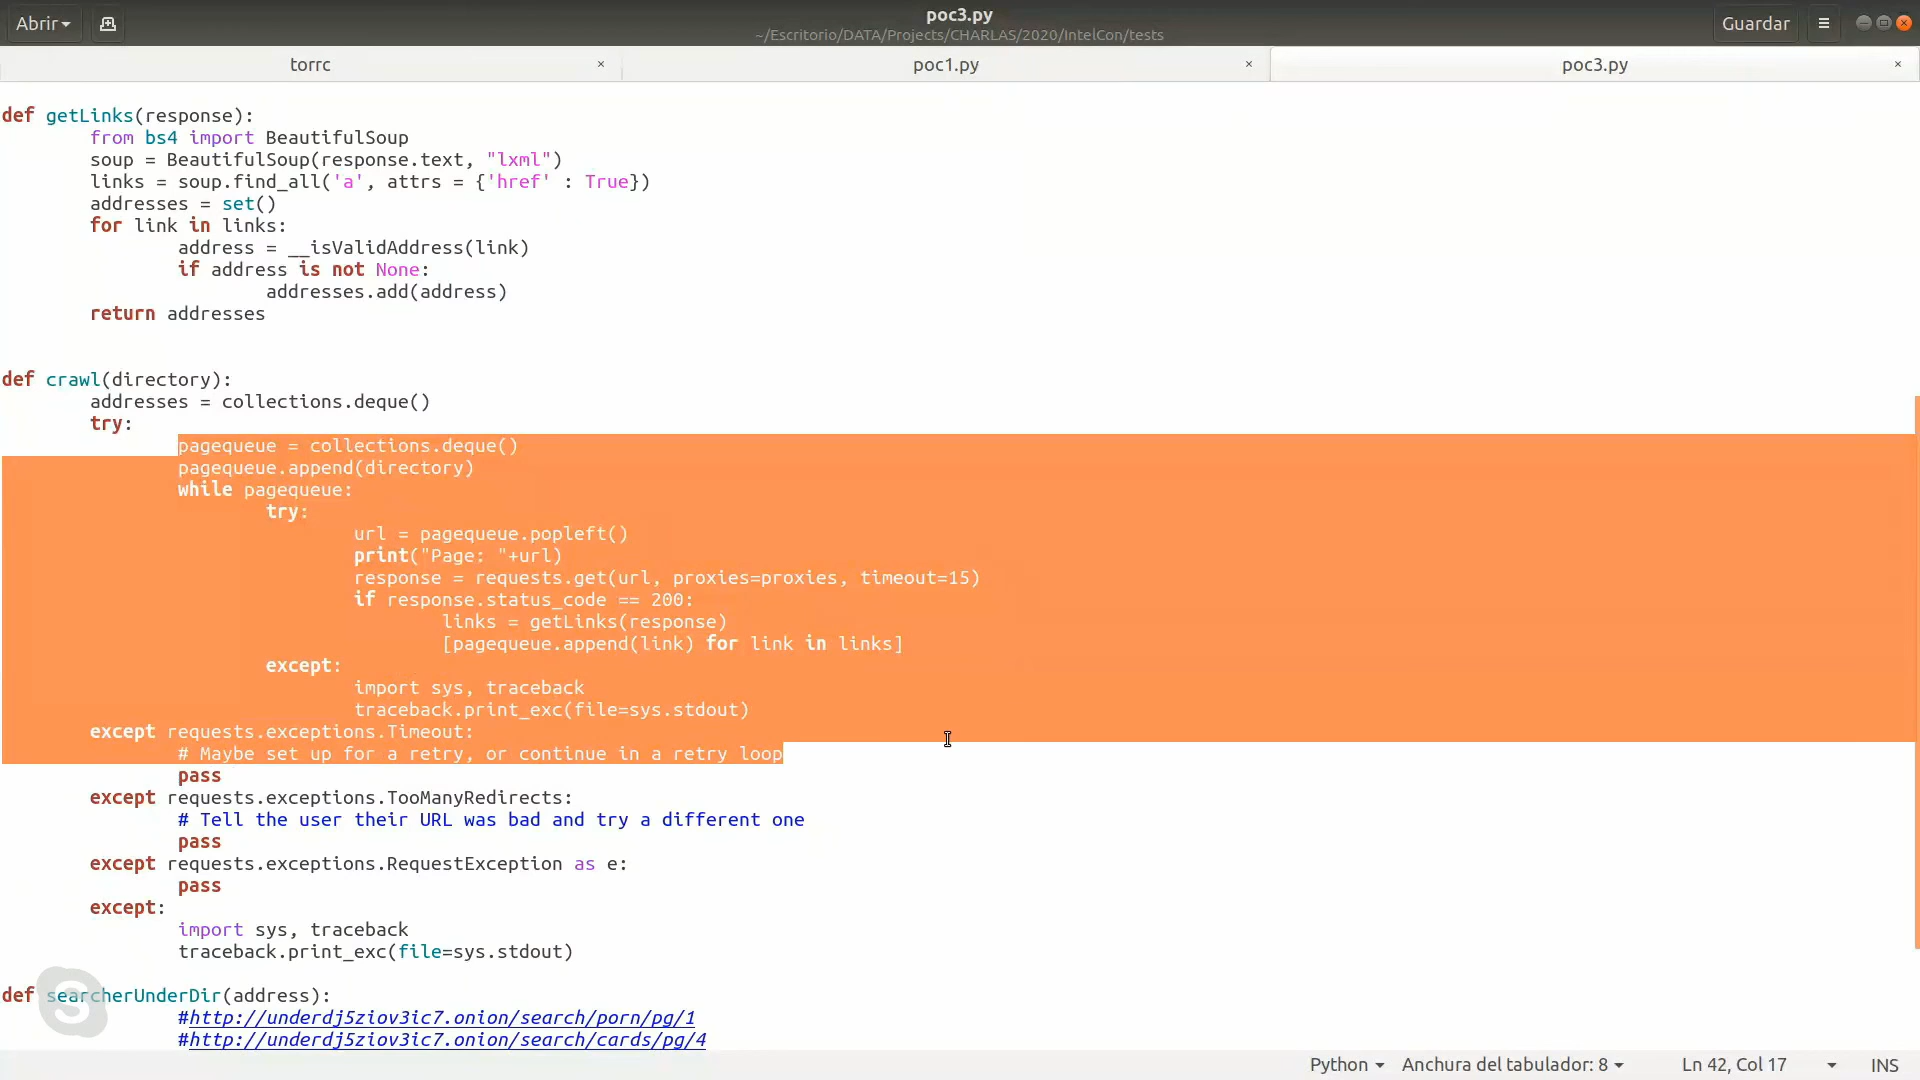 Abrir
poc3.py
~/Escritorio/DATA/Projects/CHARLAS/2020/IntelCon/tests
Guardar
torrc × poc1.py × poc3.py ×
def getLinks(response):
from bs4 import BeautifulSoup
soup = BeautifulSoup(response.text, "lxml")
links = soup.find_all('a', attrs = {'href' : True})
addresses = set()
for link in links:
address = __isValidAddress(link)
if address is not None:
addresses.add(address)
return addresses
def crawl(directory):
addresses = collections.deque()
try:
pagequeue = collections.deque()
pagequeue.append(directory)
while pagequeue:
try:
url = pagequeue.popleft()
print("Page: "+url)
response = requests.get(url, proxies=proxies, timeout=15)
if response.status_code == 200:
links = getLinks(response)
[pagequeue.append(link) for link in links]
except:
import sys, traceback
traceback.print_exc(file=sys.stdout)
except requests.exceptions.Timeout:
# Maybe set up for a retry, or continue in a retry loop
pass
except requests.exceptions.TooManyRedirects:
# Tell the user their URL was bad and try a different one
pass
except requests.exceptions.RequestException as e:
pass
except:
import sys, traceback
traceback.print_exc(file=sys.stdout)
def searcherUnderDir(address):
#http://underdj5ziov3ic7.onion/search/porn/pg/1
#http://underdj5ziov3ic7.onion/search/cards/pg/4
Python Anchura del tabulador: 8 Ln 42, Col 17 INS